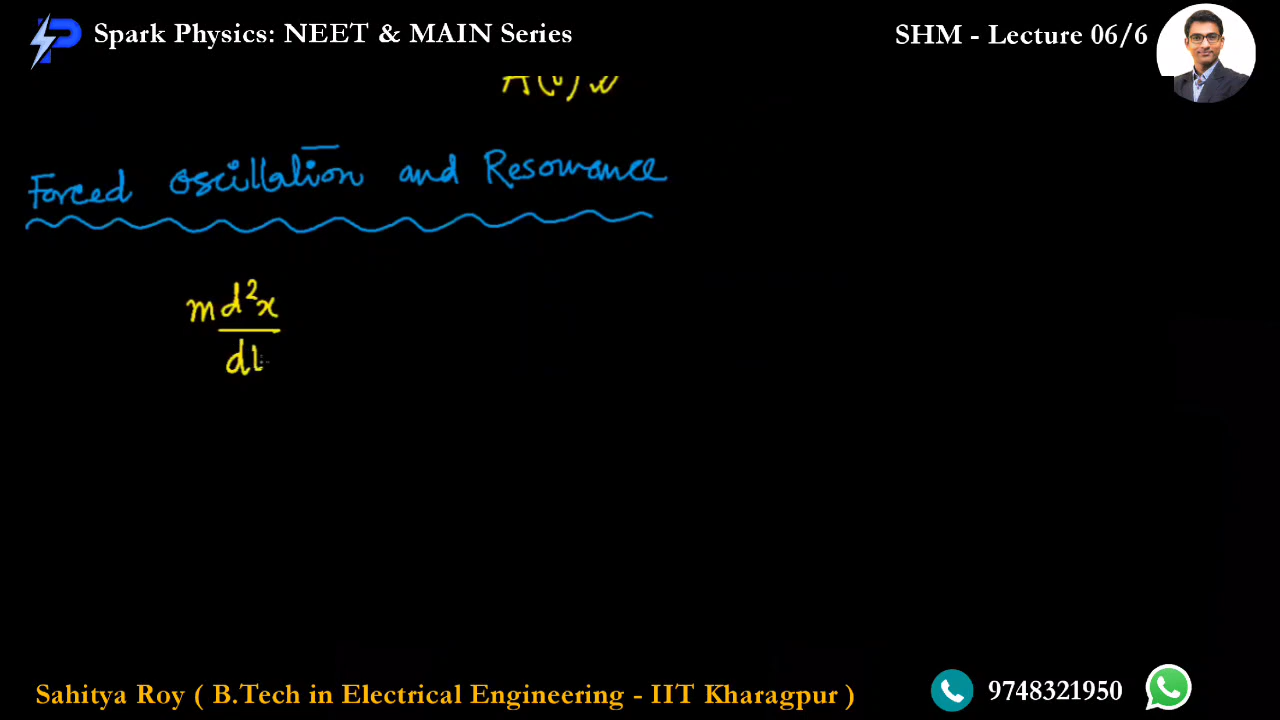 Spark Physics: NEET & MAIN Series
SHM - Lecture 06/6
Forced oscillation and Resonance
m d²x
dt
Sahitya Roy ( B.Tech in Electrical Engineering - IIT Kharagpur )
9748321950